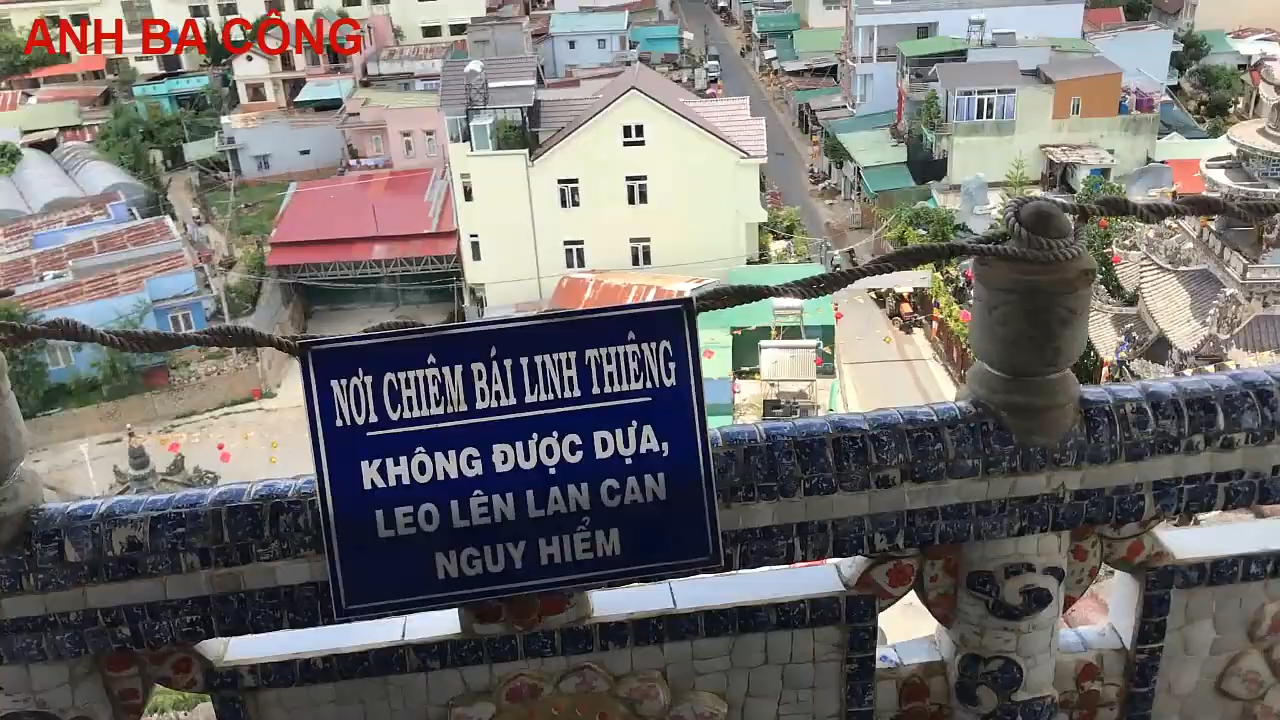 ANH BA CÔNG
NƠI CHIÊM BÁI LINH THIÊNG
KHÔNG ĐƯỢC DỰA,
LEO LÊN LAN CAN
NGUY HIỂM